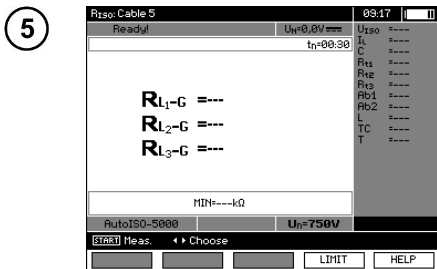 5
RISO: Cable 5
09:17
Ready!
UN=0,0V
tn=00:30
RL1-G =---
RL2-G =---
RL3-G =---
MIN=---kΩ
UISO =---
IL =---
C =---
Rt1 =---
Rt2 =---
Rt3 =---
Ab1 =---
Ab2 =---
L =---
TC =---
T =---
AutoISO-5000
Un=750V
START Meas.
Choose
LIMIT
HELP